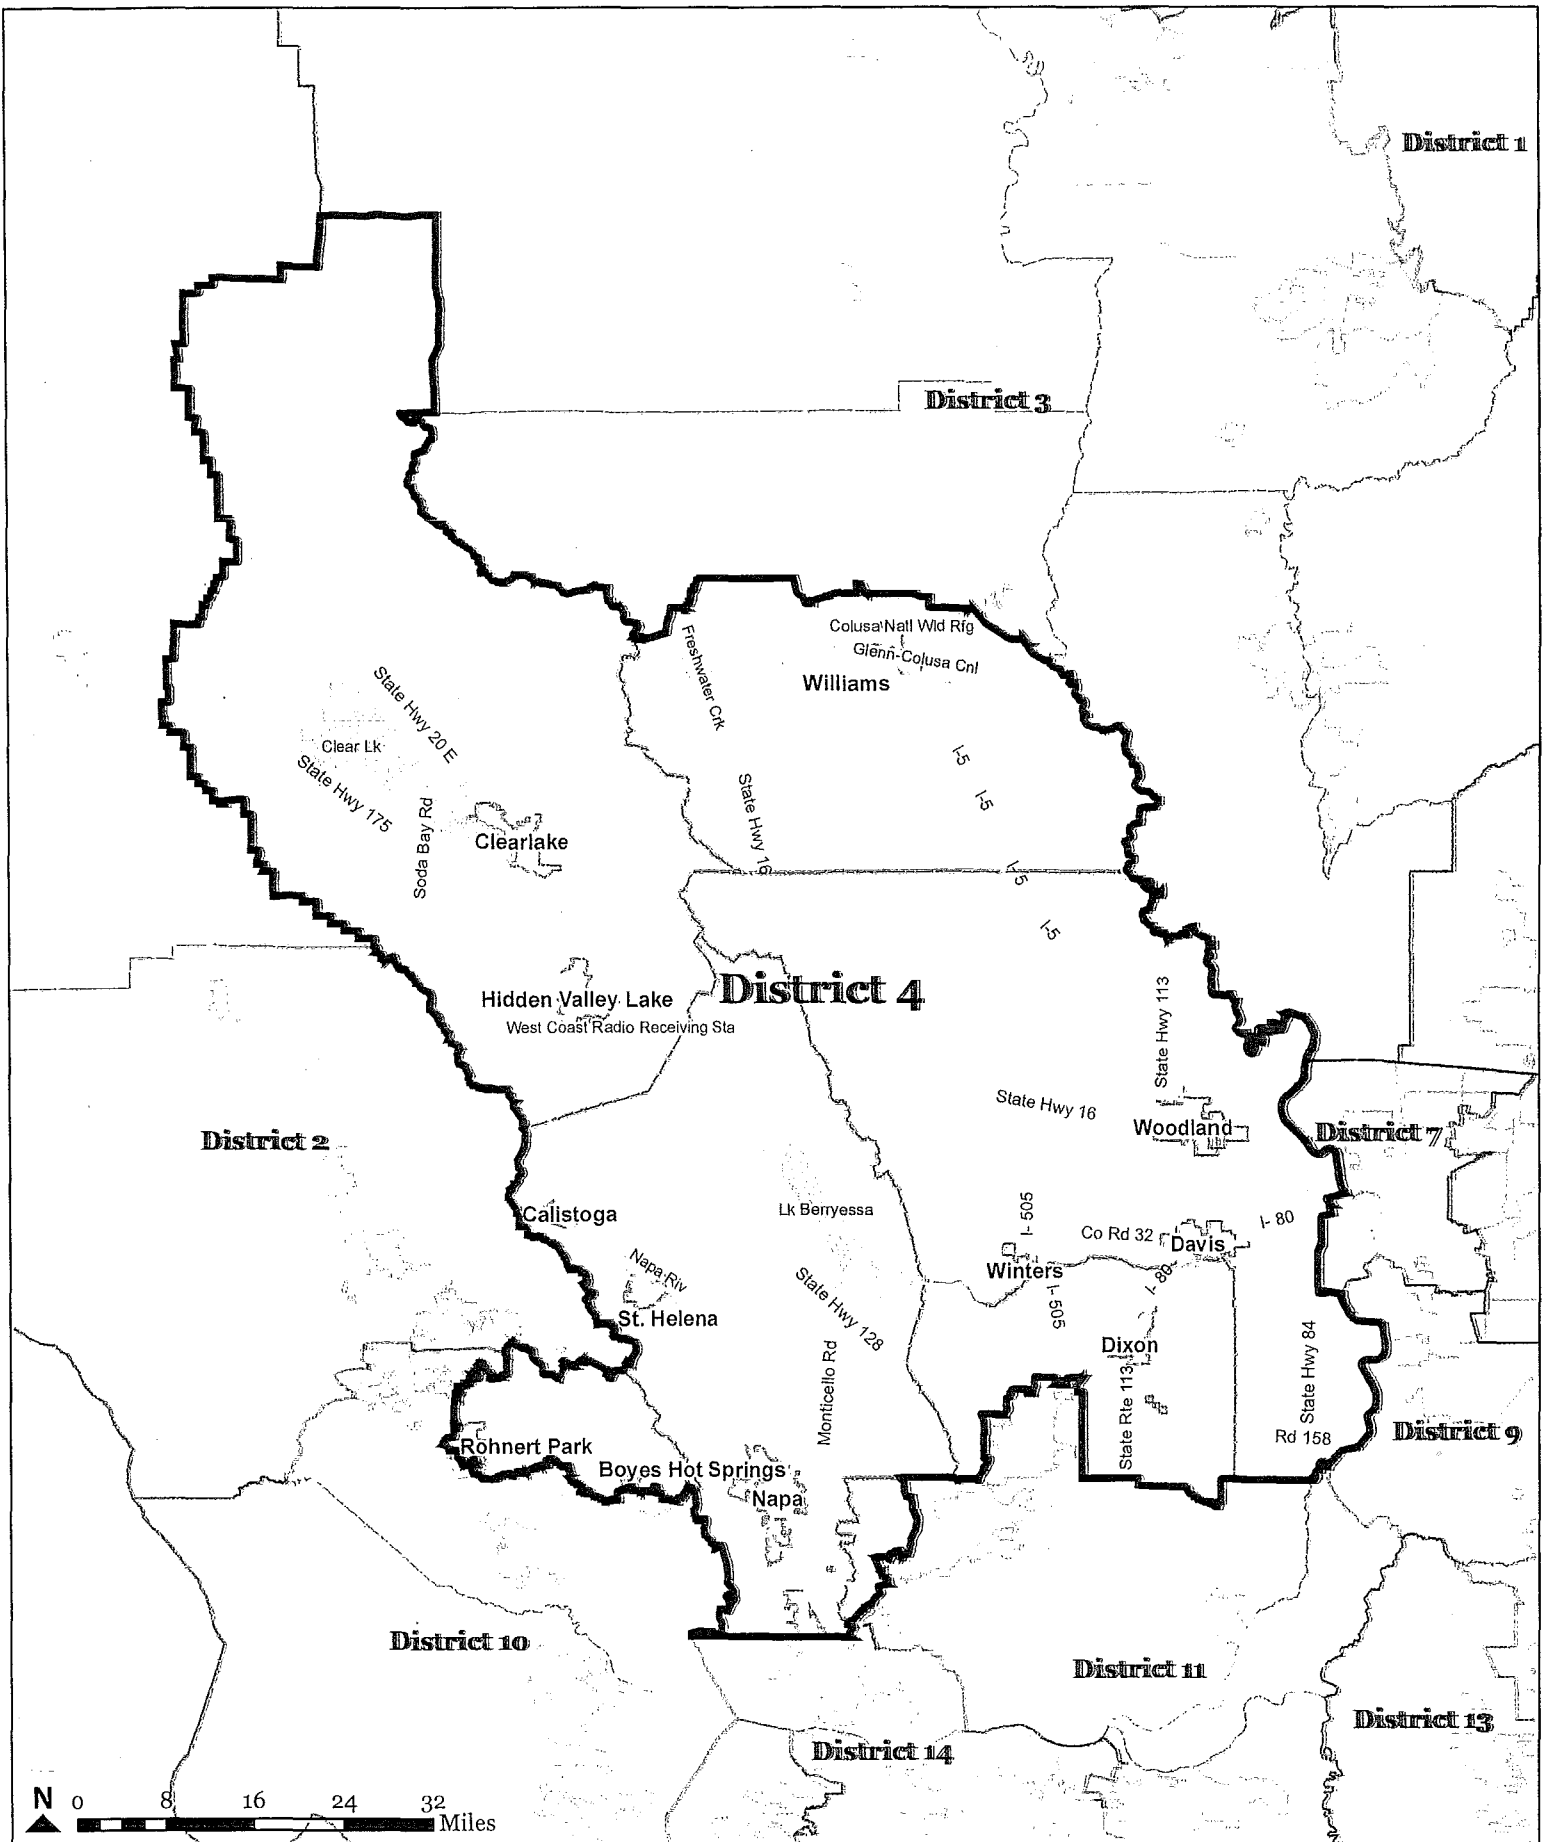 District 1
District 3
Colusa Natl Wld Rfg
Glenn-Colusa Cnl
Freshwater Crk
Williams
State Hwy 20 E
Clear Lk
State Hwy 175
Soda Bay Rd
Clearlake
State Hwy 16
I-5
I-5
I-5
I-5
Hidden Valley Lake
West Coast Radio Receiving Sta
District 4
State Hwy 113
State Hwy 16
Woodland
District 7
District 2
Calistoga
Lk Berryessa
I- 505
Co Rd 32
Davis
I- 80
Winters
I- 80
I- 505
Napa Riv
St. Helena
State Hwy 128
Monticello Rd
Dixon
State Rte 113
State Hwy 84
Rd 158
District 9
Rohnert Park
Boyes Hot Springs
Napa
District 10
District 11
District 13
District 14
N
0 8 16 24 32
Miles